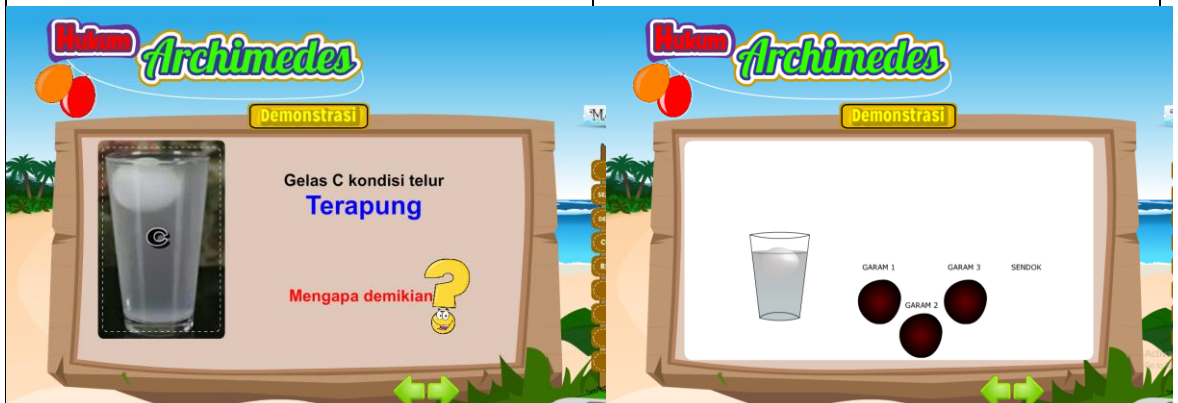 Hukum
Archimedes
Demonstrasi
Gelas C kondisi telur
Terapung
C
Mengapa demikian
?
Hukum
Archimedes
Demonstrasi
GARAM 1
GARAM 3
SENDOK
GARAM 2